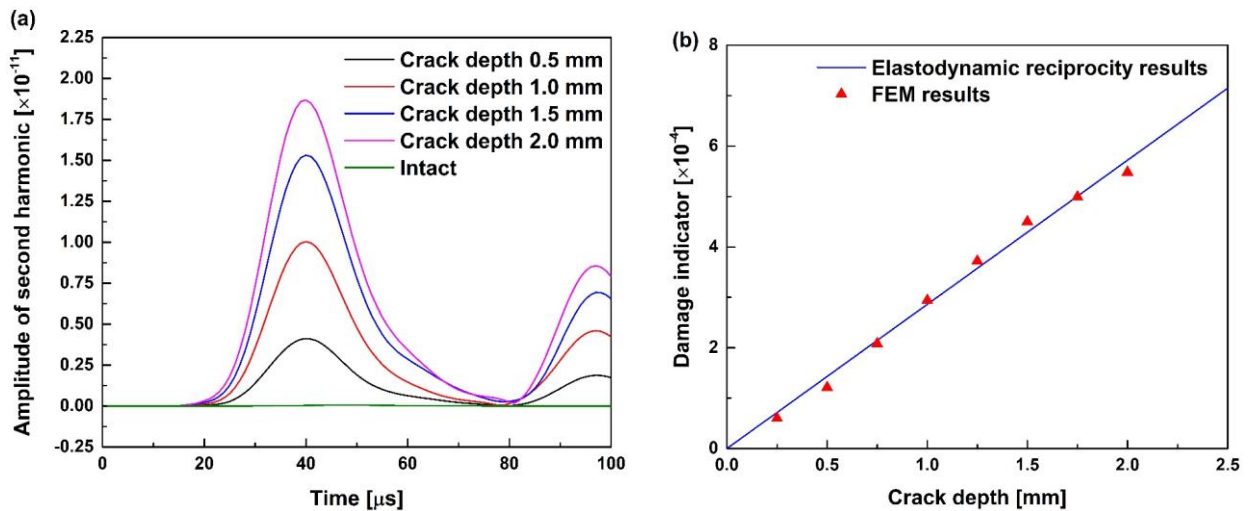 (a)
Amplitude of second harmonic [×10⁻¹¹]
2.25
2.00
1.75
1.50
1.25
1.00
0.75
0.50
0.25
0.00
-0.25
Crack depth 0.5 mm
Crack depth 1.0 mm
Crack depth 1.5 mm
Crack depth 2.0 mm
Intact
0 20 40 60 80 100
Time [μs]
(b)
Damage indicator [×10⁻⁴]
8
6
4
2
0
Elastodynamic reciprocity results
FEM results
0.0 0.5 1.0 1.5 2.0 2.5
Crack depth [mm]